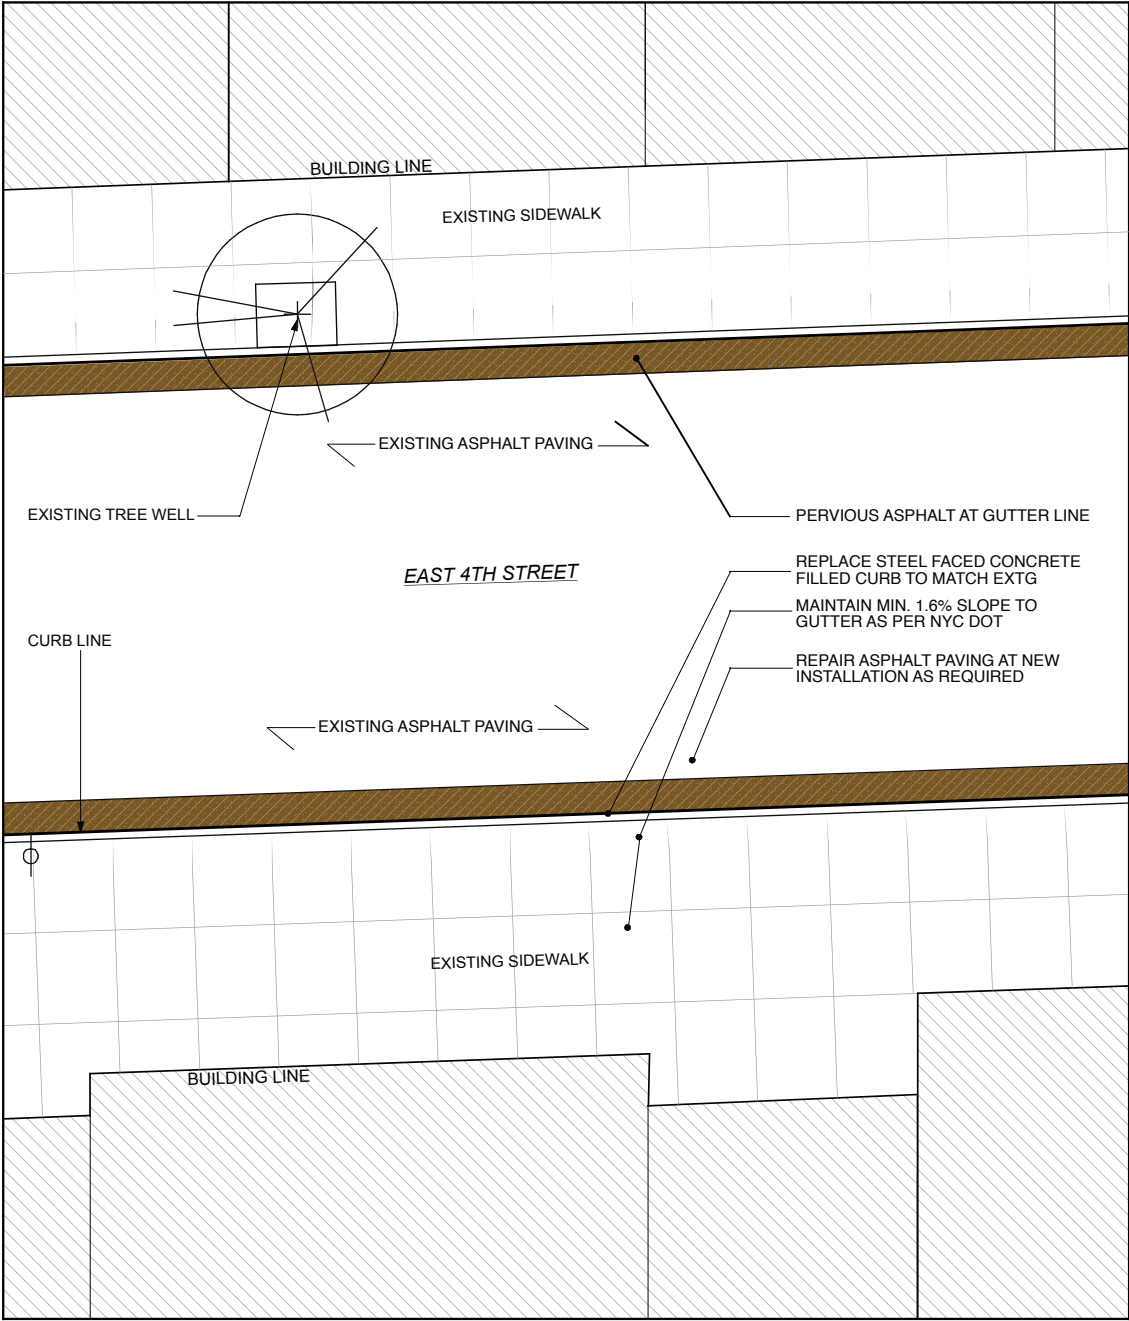 BUILDING LINE
EXISTING SIDEWALK
EXISTING ASPHALT PAVING
EXISTING TREE WELL
PERVIOUS ASPHALT AT GUTTER LINE
EAST 4TH STREET
REPLACE STEEL FACED CONCRETE
FILLED CURB TO MATCH EXTG
MAINTAIN MIN. 1.6% SLOPE TO
GUTTER AS PER NYC DOT
CURB LINE
REPAIR ASPHALT PAVING AT NEW
INSTALLATION AS REQUIRED
EXISTING ASPHALT PAVING
EXISTING SIDEWALK
BUILDING LINE